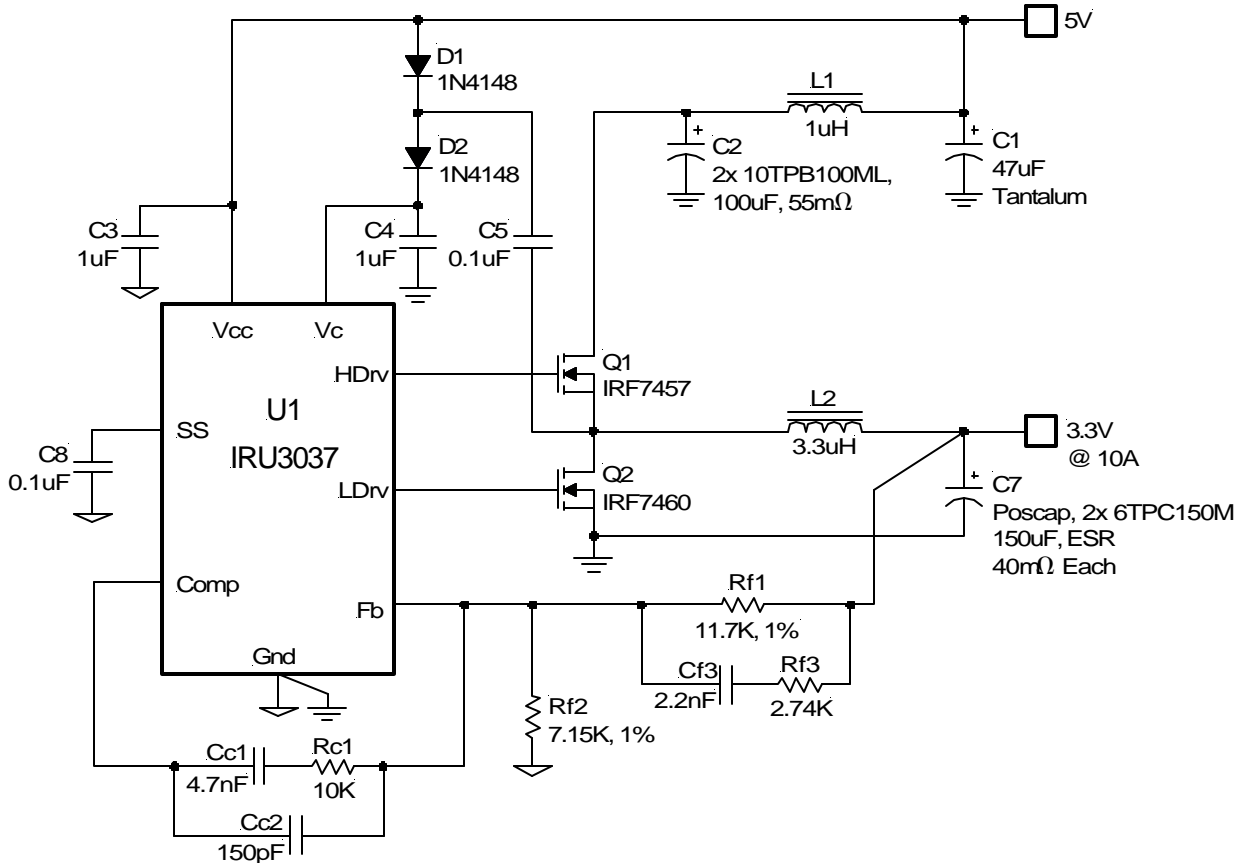 5V
D1
1N4148
L1
1uH
D2
1N4148
C2
2x 10TPB100ML,
100uF, 55mΩ
+
C1
47uF
Tantalum
+
C3
1uF
C4
1uF
C5
0.1uF
Vcc
Vc
HDrv
Q1
IRF7457
U1
IRU3037
SS
C8
0.1uF
L2
3.3uH
3.3V
@ 10A
LDrv
Q2
IRF7460
+
C7
Poscap, 2x 6TPC150M
150uF, ESR
40mΩ Each
Comp
Fb
Rf1
11.7K, 1%
Gnd
Cf3
2.2nF
Rf3
2.74K
Rf2
7.15K, 1%
Cc1
4.7nF
Rc1
10K
Cc2
150pF